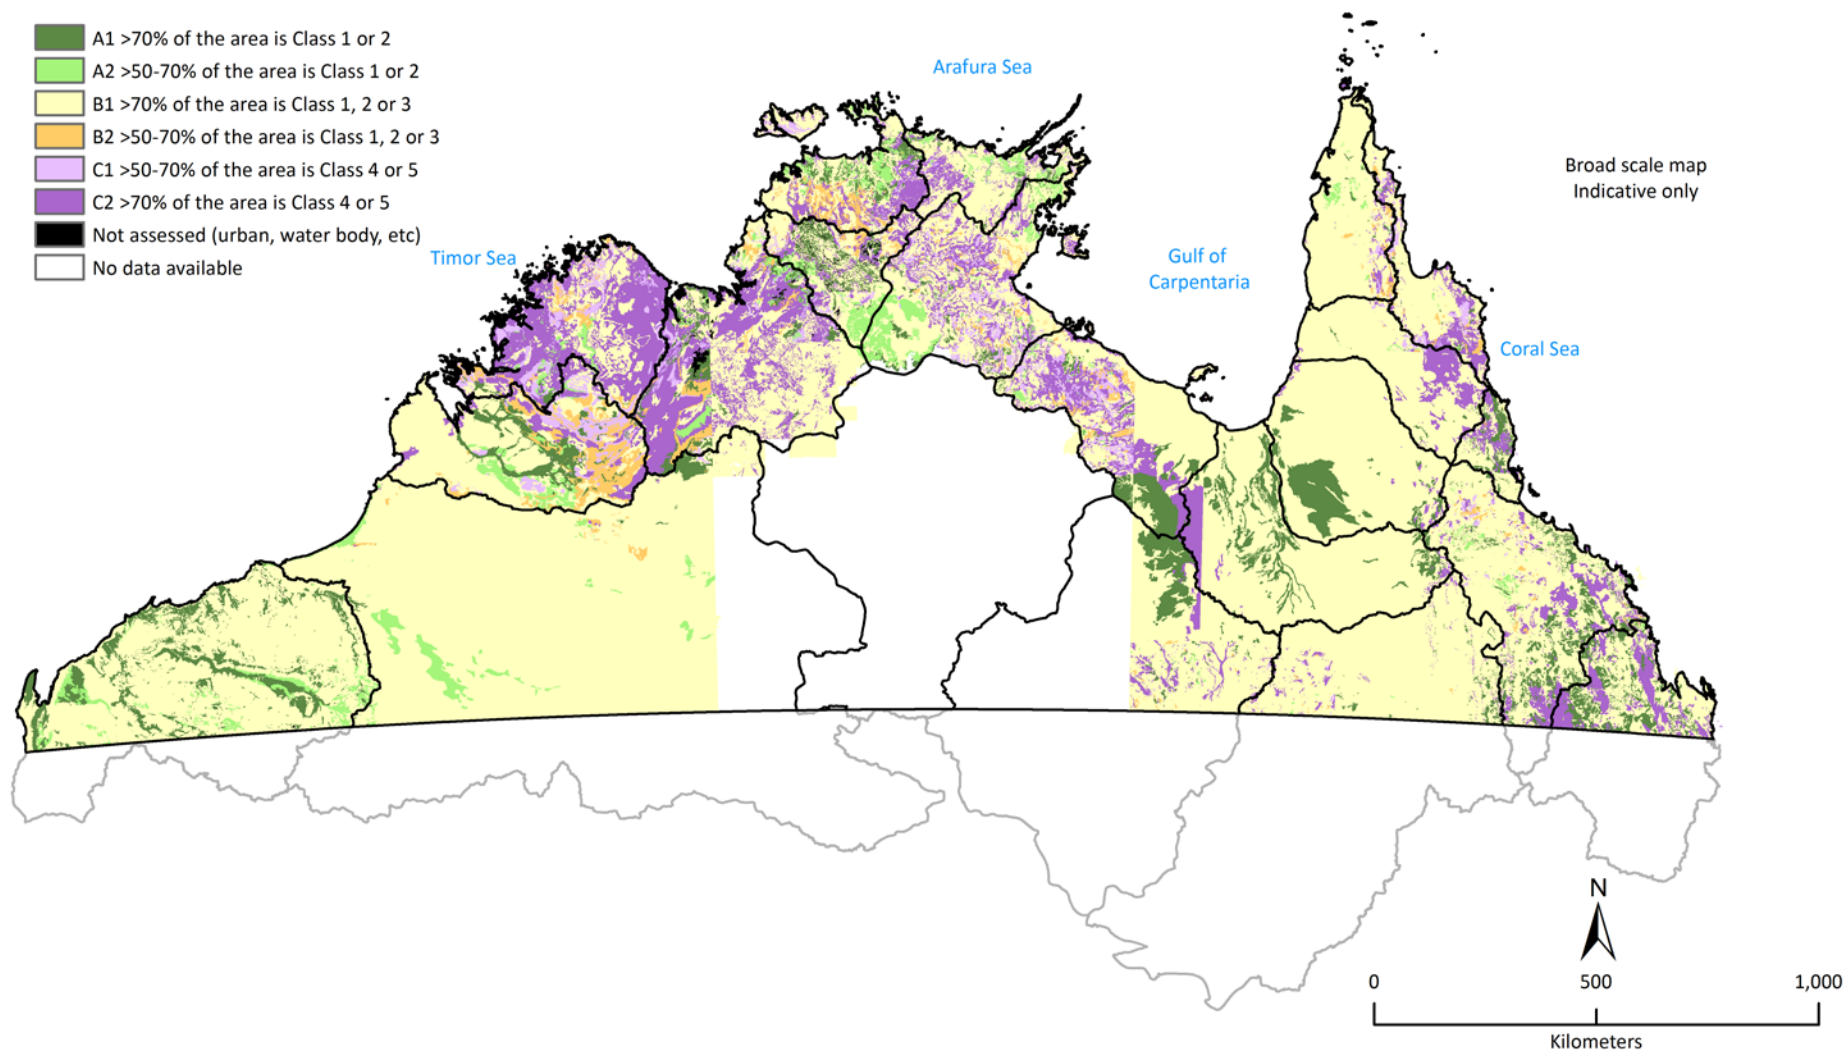 A1 >70% of the area is Class 1 or 2
A2 >50-70% of the area is Class 1 or 2
B1 >70% of the area is Class 1, 2 or 3
B2 >50-70% of the area is Class 1, 2 or 3
C1 >50-70% of the area is Class 4 or 5
C2 >70% of the area is Class 4 or 5
Not assessed (urban, water body, etc)
No data available
Timor Sea
Arafura Sea
Gulf of
Carpentaria
Coral Sea
Broad scale map
Indicative only
N
0 500 1,000
Kilometers